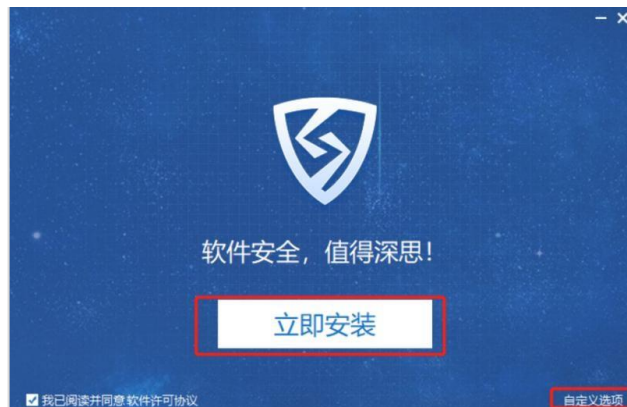 软件安全，值得深思！
立即安装
我已阅读并同意软件许可协议
自定义选项